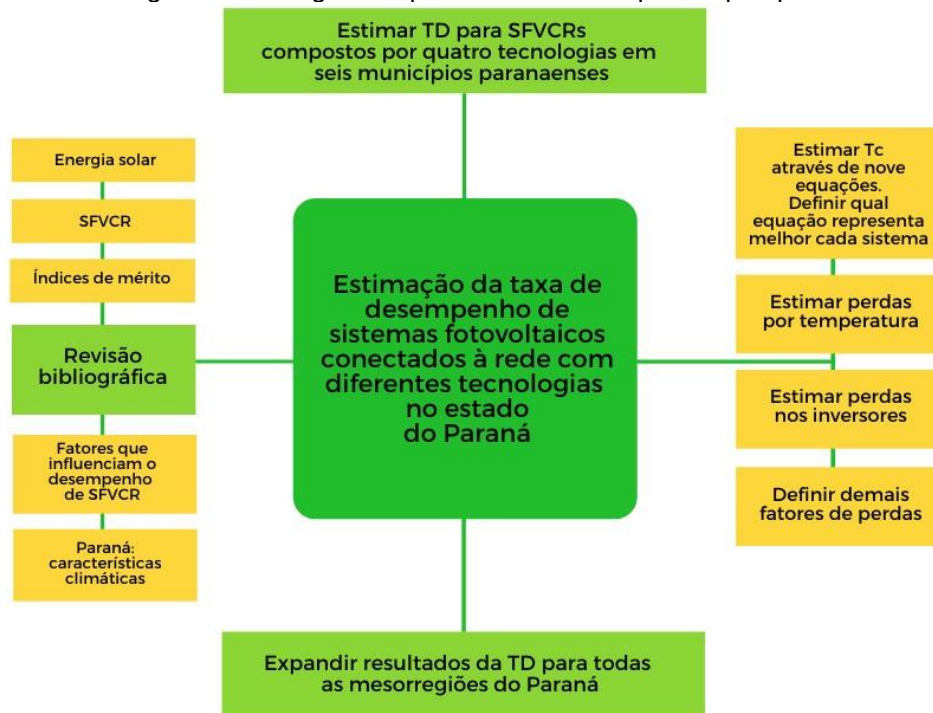 Estimar TD para SFVCRs
compostos por quatro tecnologias em
seis municípios paranaenses
Energia solar
SFVCR
Índices de mérito
Revisão
bibliográfica
Fatores que
influenciam o
desempenho
de SFVCR
Paraná:
características
climáticas
Estimação da taxa de
desempenho de
sistemas fotovoltaicos
conectados à rede com
diferentes tecnologias
no estado
do Paraná
Estimar Tc
através de nove
equações.
Definir qual
equação representa
melhor cada sistema
Estimar perdas
por temperatura
Estimar perdas
nos inversores
Definir demais
fatores de perdas
Expandir resultados da TD para todas
as mesorregiões do Paraná